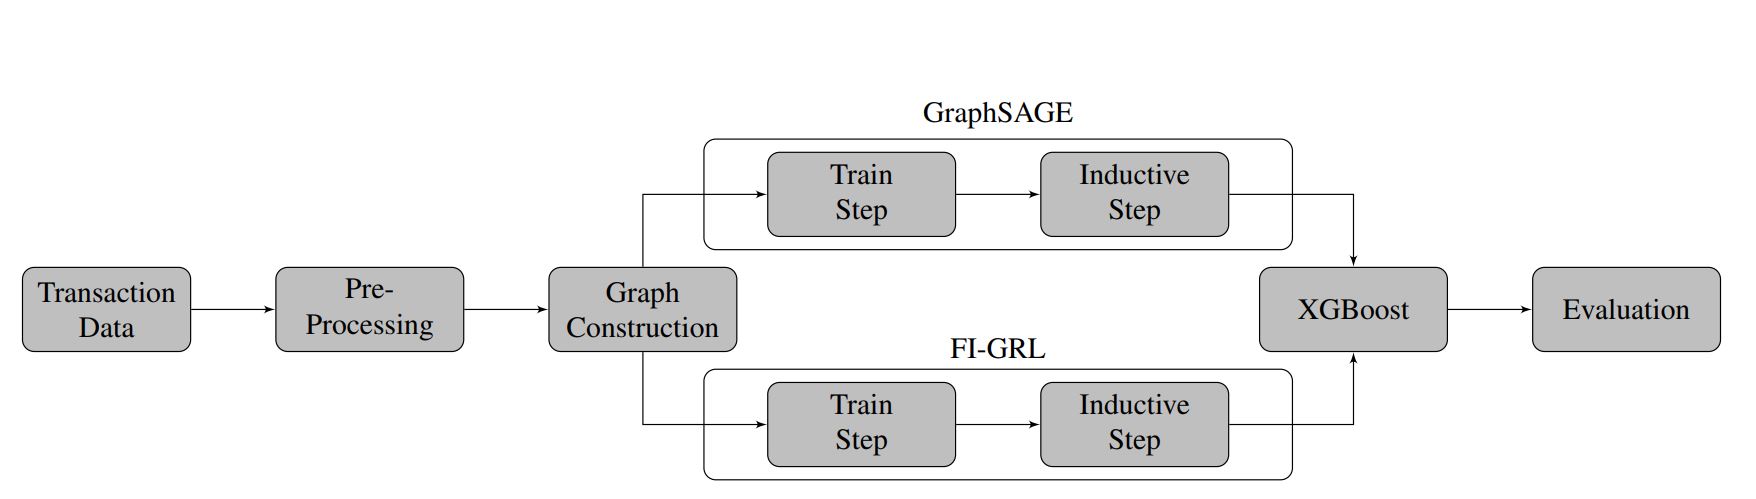 GraphSAGE
Train
Step
Inductive
Step
Transaction
Data
Pre-
Processing
Graph
Construction
XGBoost
Evaluation
FI-GRL
Train
Step
Inductive
Step